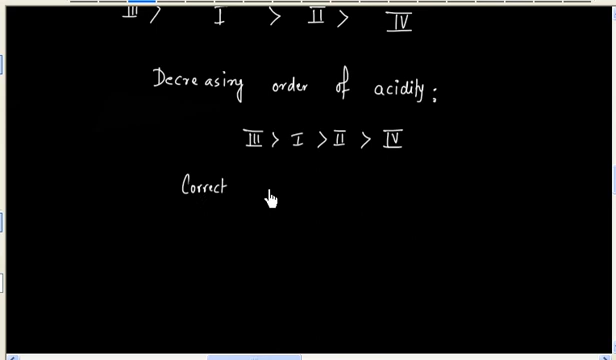 III > I > II > IV
Decreasing order of acidity:
III > I > II > IV
Correct